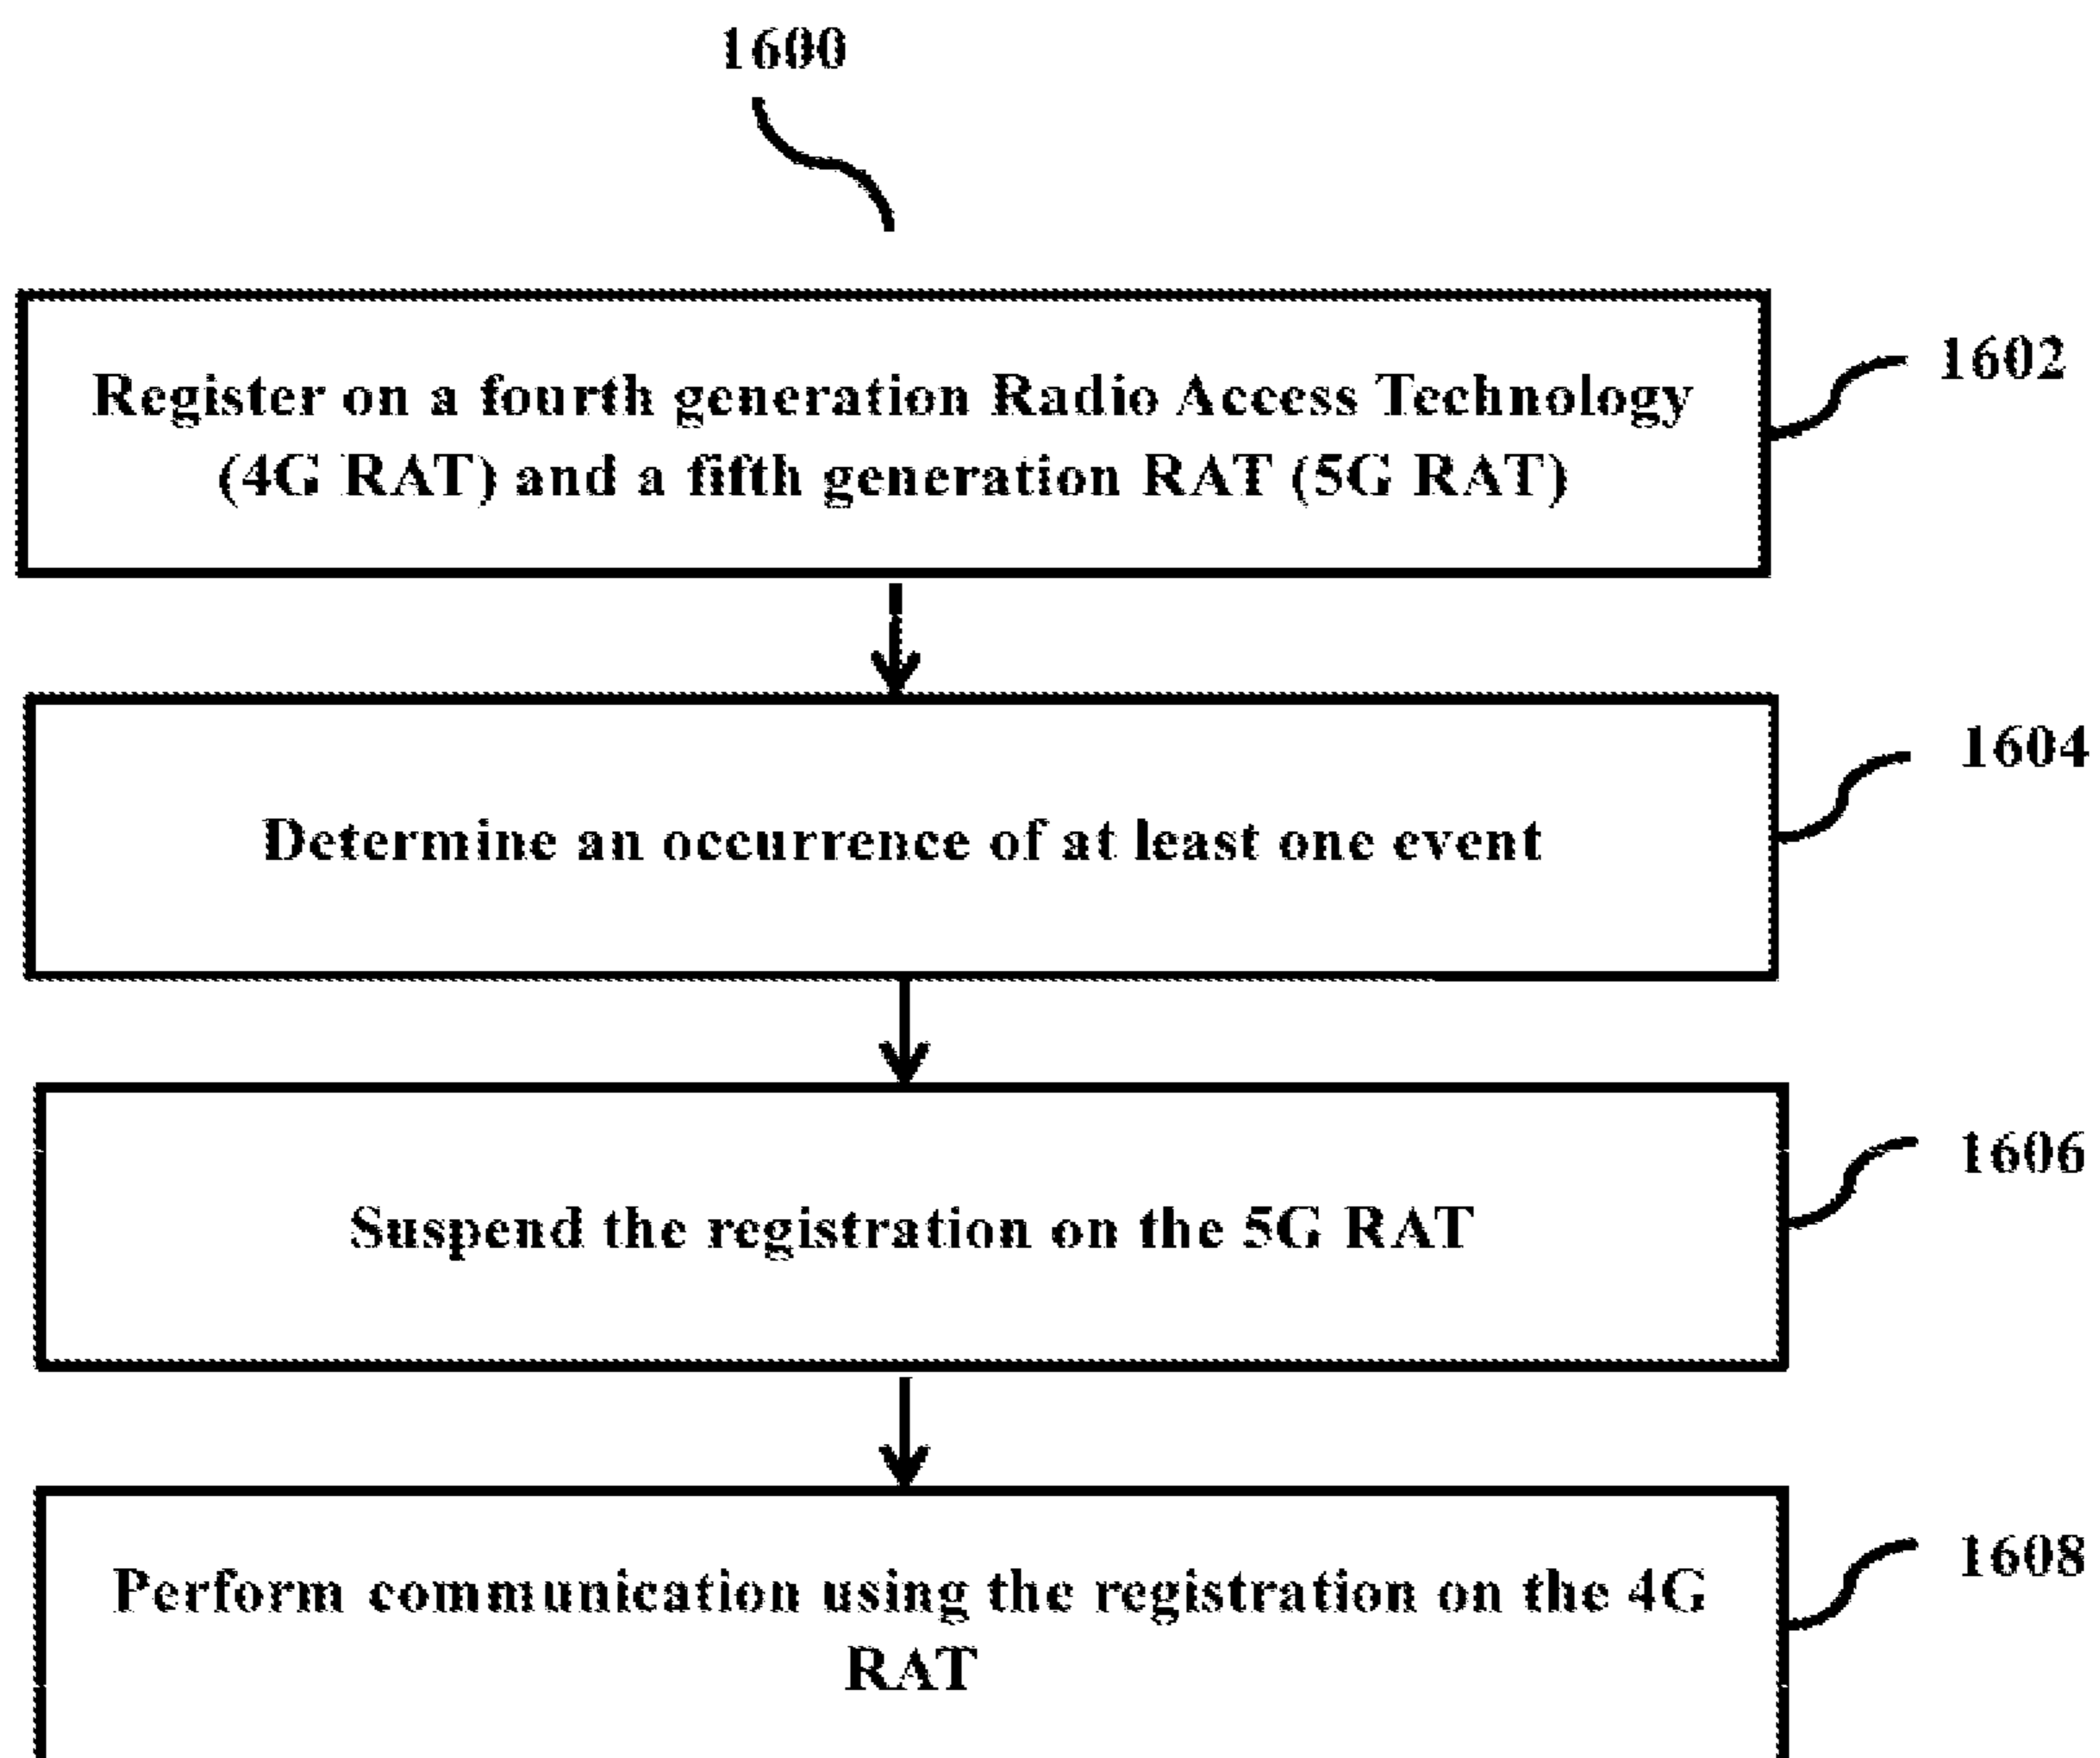 1600
Register on a fourth generation Radio Access Technology
(4G RAT) and a fifth generation RAT (5G RAT)
1602
Determine an occurrence of at least one event
1604
Suspend the registration on the 5G RAT
1606
Perform communication using the registration on the 4G
RAT
1608